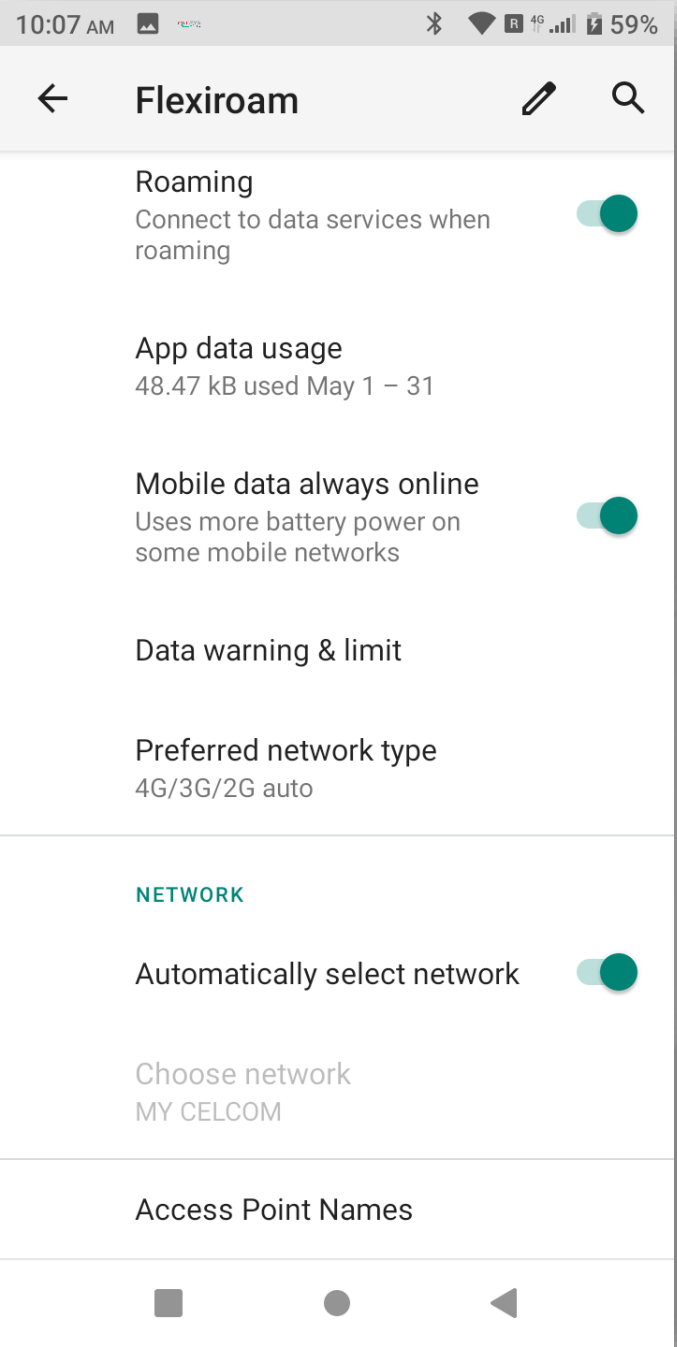 10:07 AM R 4G 59%
Flexiroam
Roaming
Connect to data services when
roaming
App data usage
48.47 kB used May 1 – 31
Mobile data always online
Uses more battery power on
some mobile networks
Data warning & limit
Preferred network type
4G/3G/2G auto
NETWORK
Automatically select network
Choose network
MY CELCOM
Access Point Names